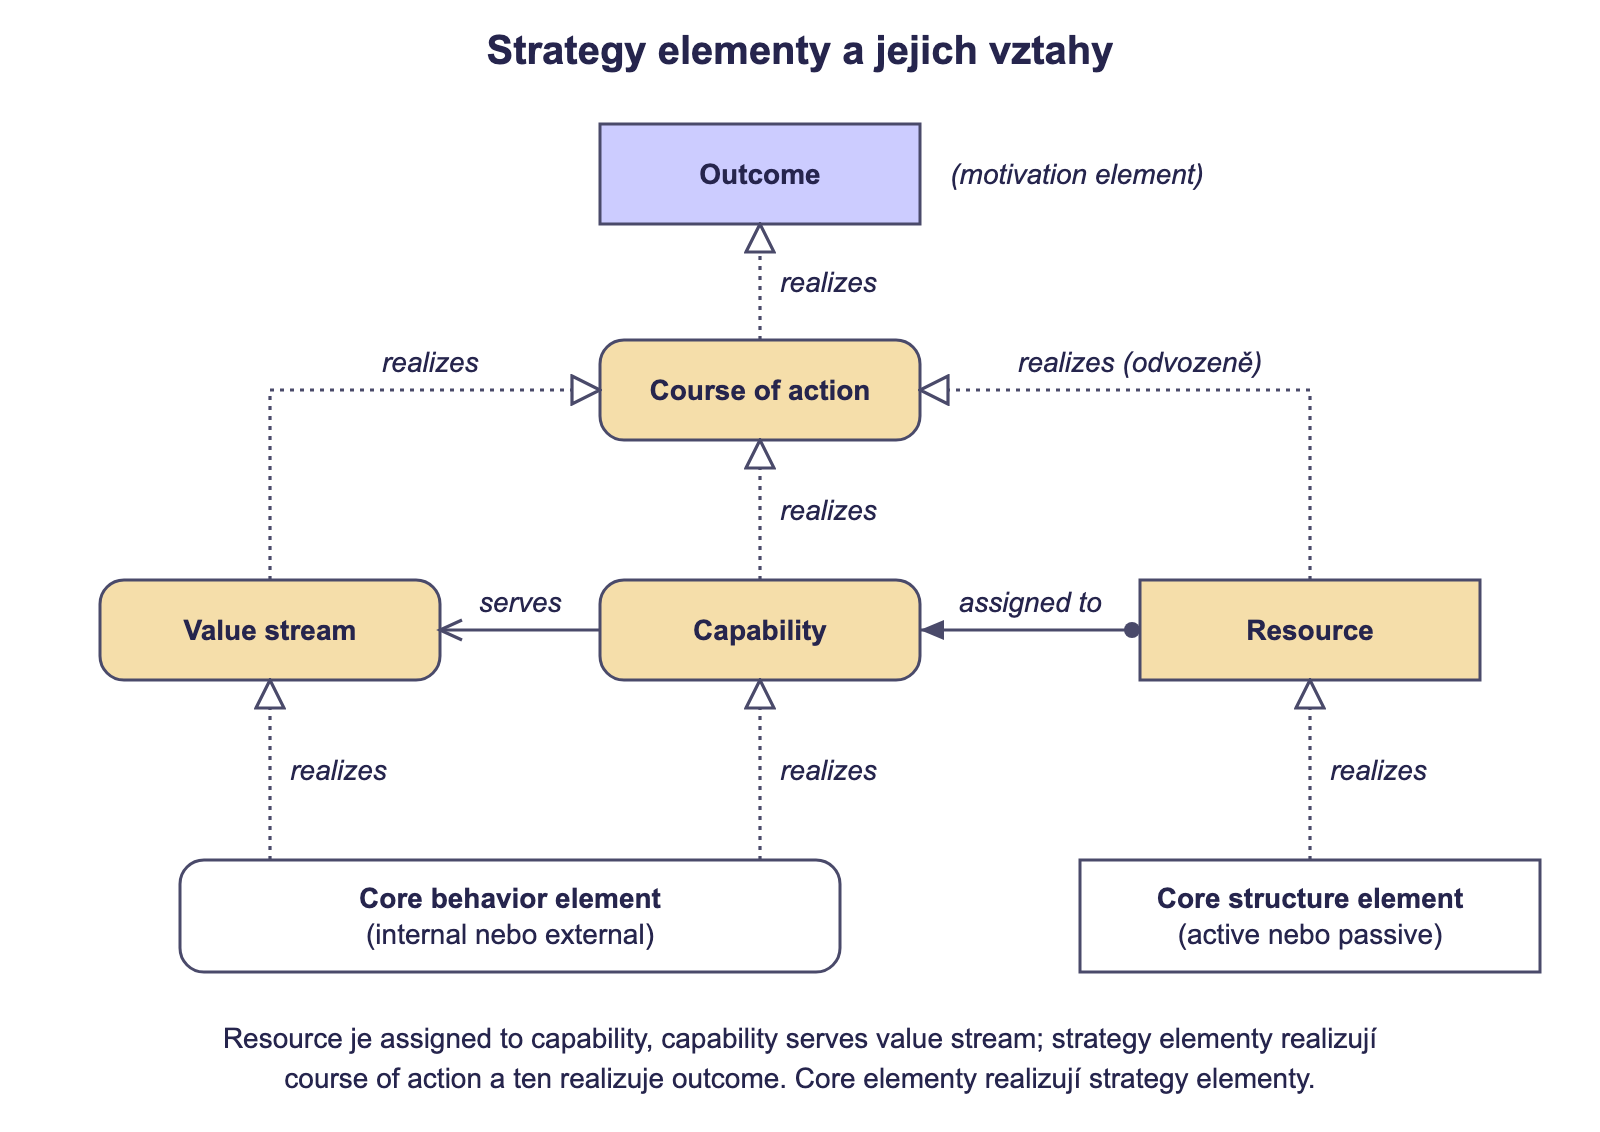 Strategy elementy a jejich vztahy
Outcome
(motivation element)
realizes
realizes
realizes (odvozeně)
Course of action
realizes
serves
assigned to
Value stream
Capability
Resource
realizes
realizes
realizes
Core behavior element
(internal nebo external)
Core structure element
(active nebo passive)
Resource je assigned to capability, capability serves value stream; strategy elementy realizují
course of action a ten realizuje outcome. Core elementy realizují strategy elementy.